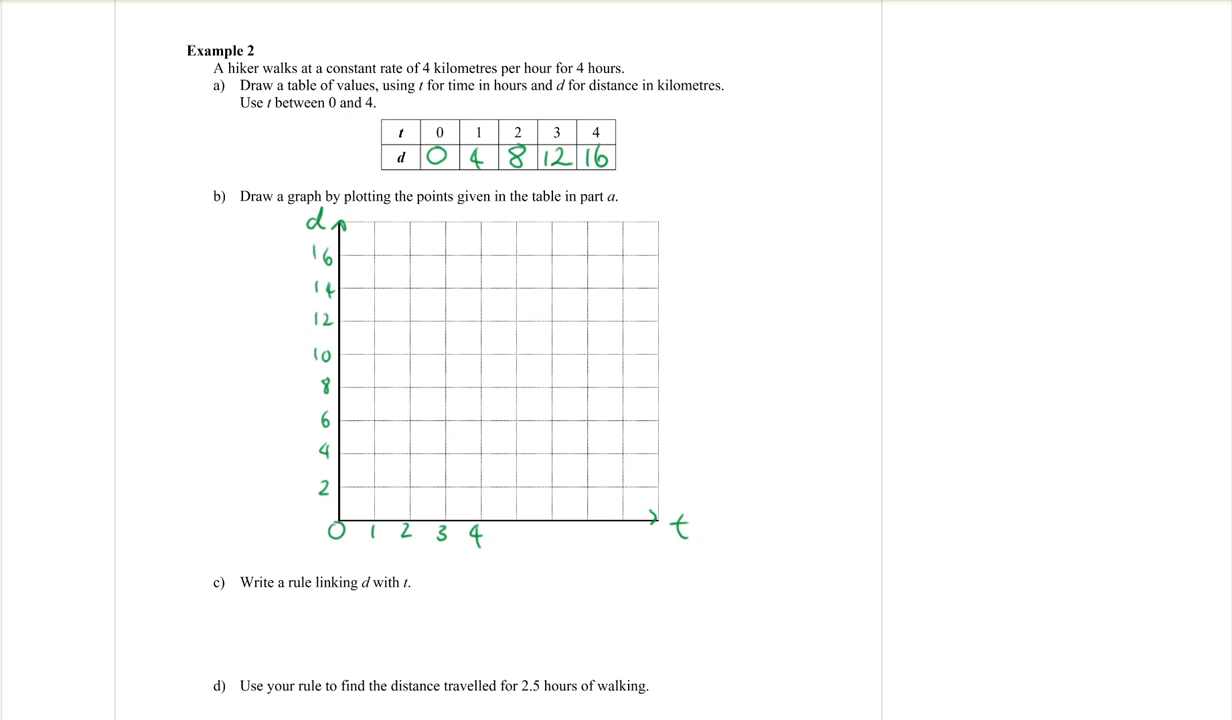 Example 2
A hiker walks at a constant rate of 4 kilometres per hour for 4 hours.
a) Draw a table of values, using t for time in hours and d for distance in kilometres.
Use t between 0 and 4.
t 0 1 2 3 4
d 0 4 8 12 16
b) Draw a graph by plotting the points given in the table in part a.
d
16
14
12
10
8
6
4
2
0 1 2 3 4 t
c) Write a rule linking d with t.
d) Use your rule to find the distance travelled for 2.5 hours of walking.